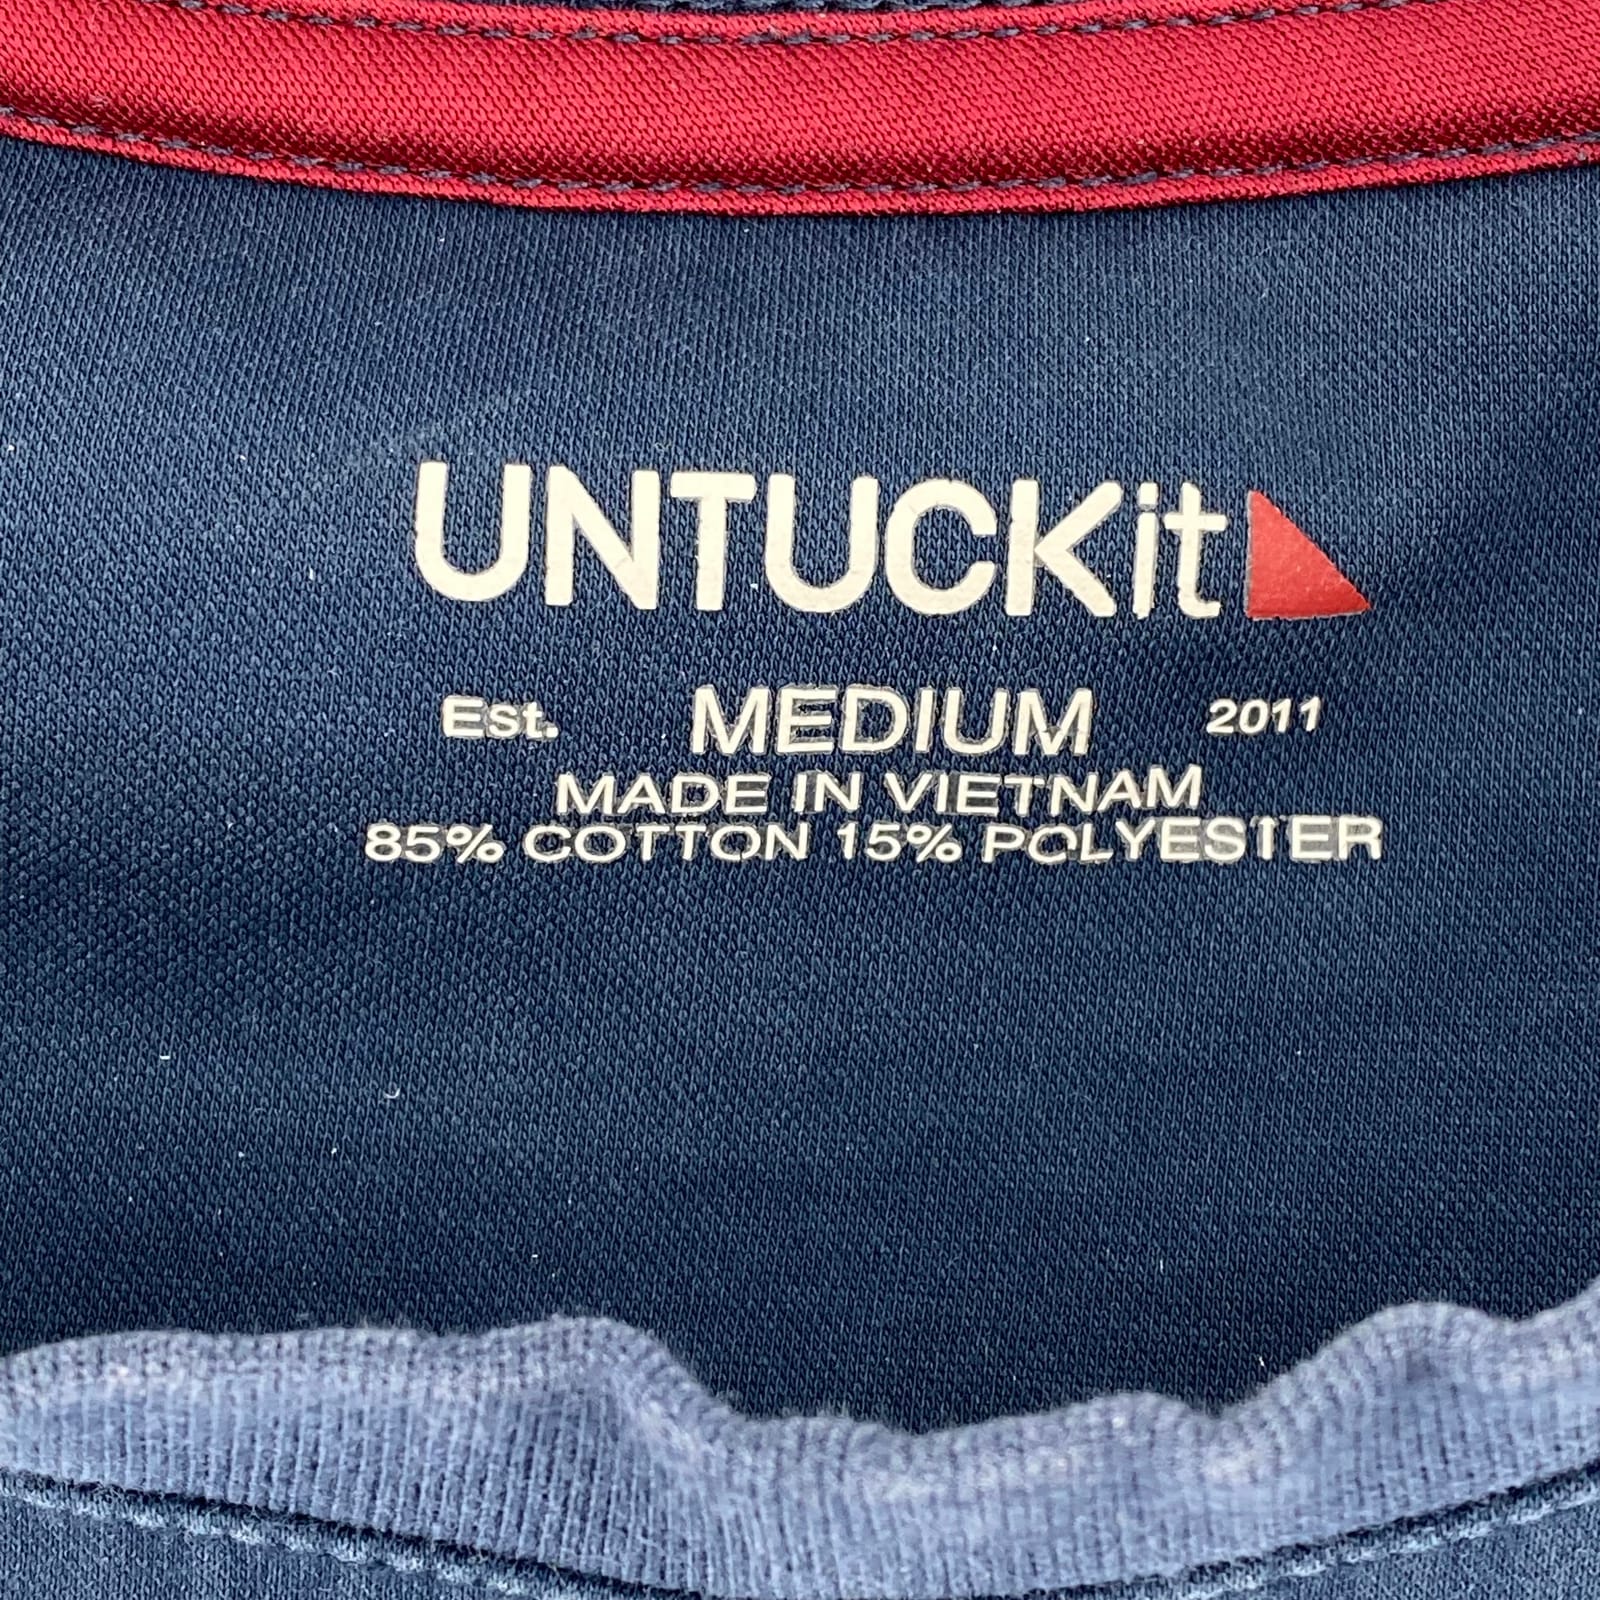 UNTUCKit
Est. MEDIUM 2011
MADE IN VIETNAM
85% COTTON 15% POLYESTER